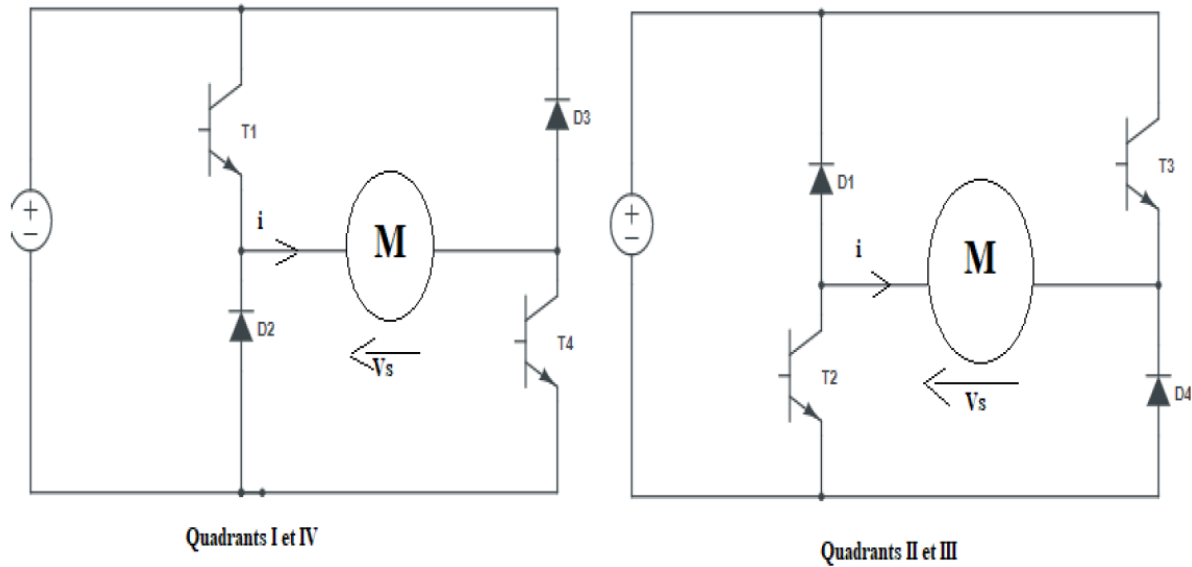 T1
D3
i
M
D2
T4
Vs
+
−
Quadrants I et IV
D1
T3
i
M
T2
D4
Vs
+
−
Quadrants II et III